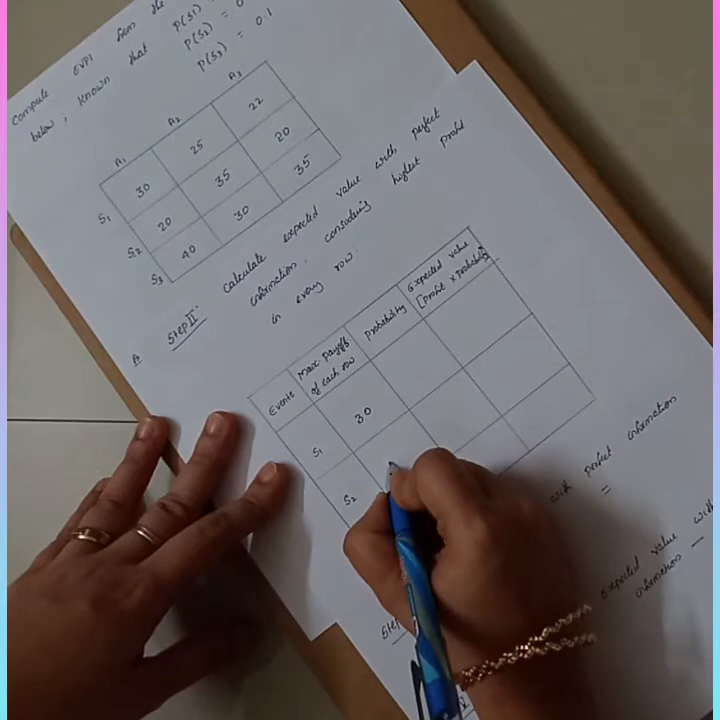 Compute EVPI from the
below ; known that P(S1) =
P(S2) = 0
P(S3) = 0.1
A1 A2 A3
S1 30 25 22
S2 20 35 20
S3 40 30 35
Step II : Calculate expected value with perfect
information. considering highest profit
in every row
Events Max. payoff of each row Probability Expected value [profit x probability]
S1 30
S2
with perfect information
=
expected value with
information -
Step